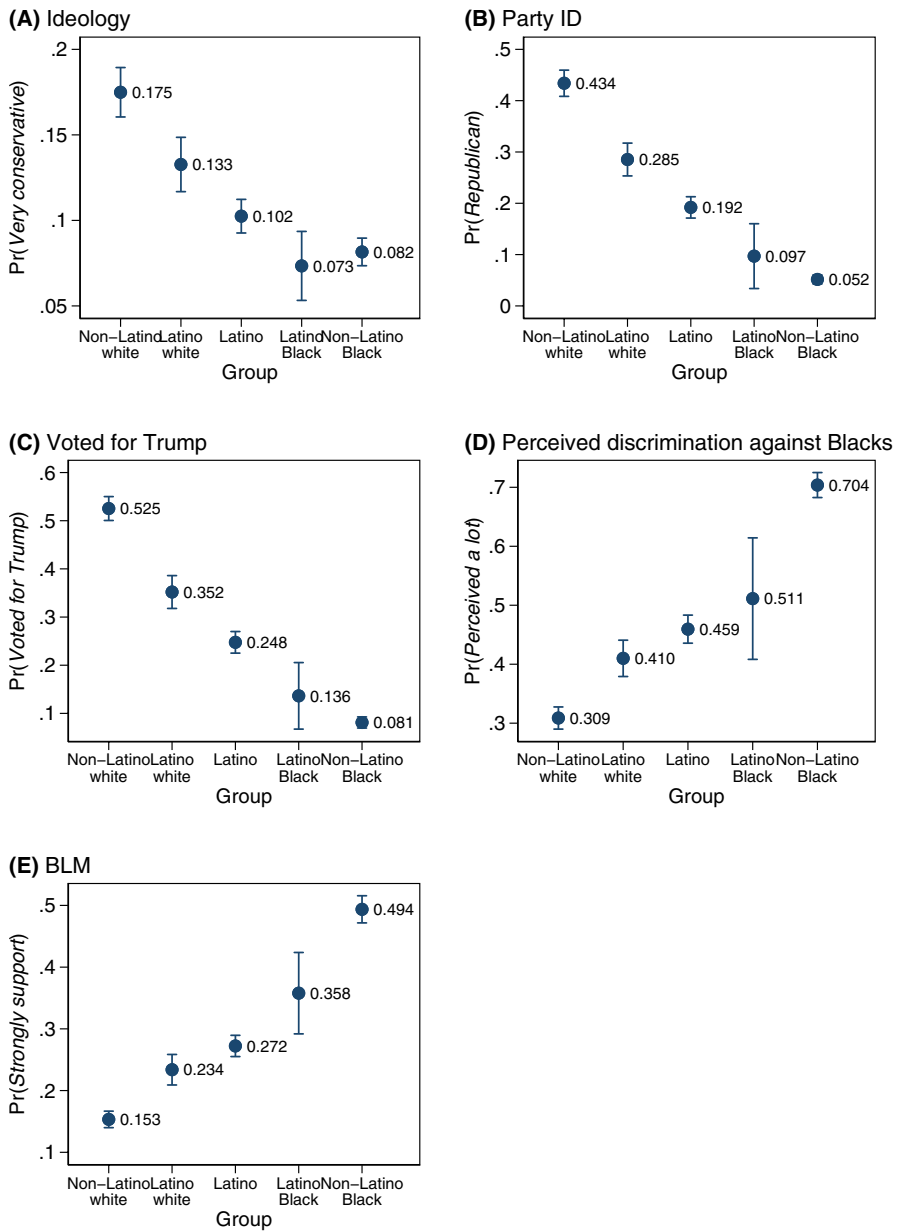 (A) Ideology
Pr(Very conservative)
.2
.15
.1
.05
0.175
0.133
0.102
0.073
0.082
Non−Latino white
Latino white
Latino
Latino Black
Non−Latino Black
Group
(B) Party ID
Pr(Republican)
.5
.4
.3
.2
.1
0
0.434
0.285
0.192
0.097
0.052
Non−Latino white
Latino white
Latino
Latino Black
Non−Latino Black
Group
(C) Voted for Trump
Pr(Voted for Trump)
.6
.5
.4
.3
.2
.1
0.525
0.352
0.248
0.136
0.081
Non−Latino white
Latino white
Latino
Latino Black
Non−Latino Black
Group
(D) Perceived discrimination against Blacks
Pr(Perceived a lot)
.7
.6
.5
.4
.3
0.309
0.410
0.459
0.511
0.704
Non−Latino white
Latino white
Latino
Latino Black
Non−Latino Black
Group
(E) BLM
Pr(Strongly support)
.5
.4
.3
.2
.1
0.153
0.234
0.272
0.358
0.494
Non−Latino white
Latino white
Latino
Latino Black
Non−Latino Black
Group